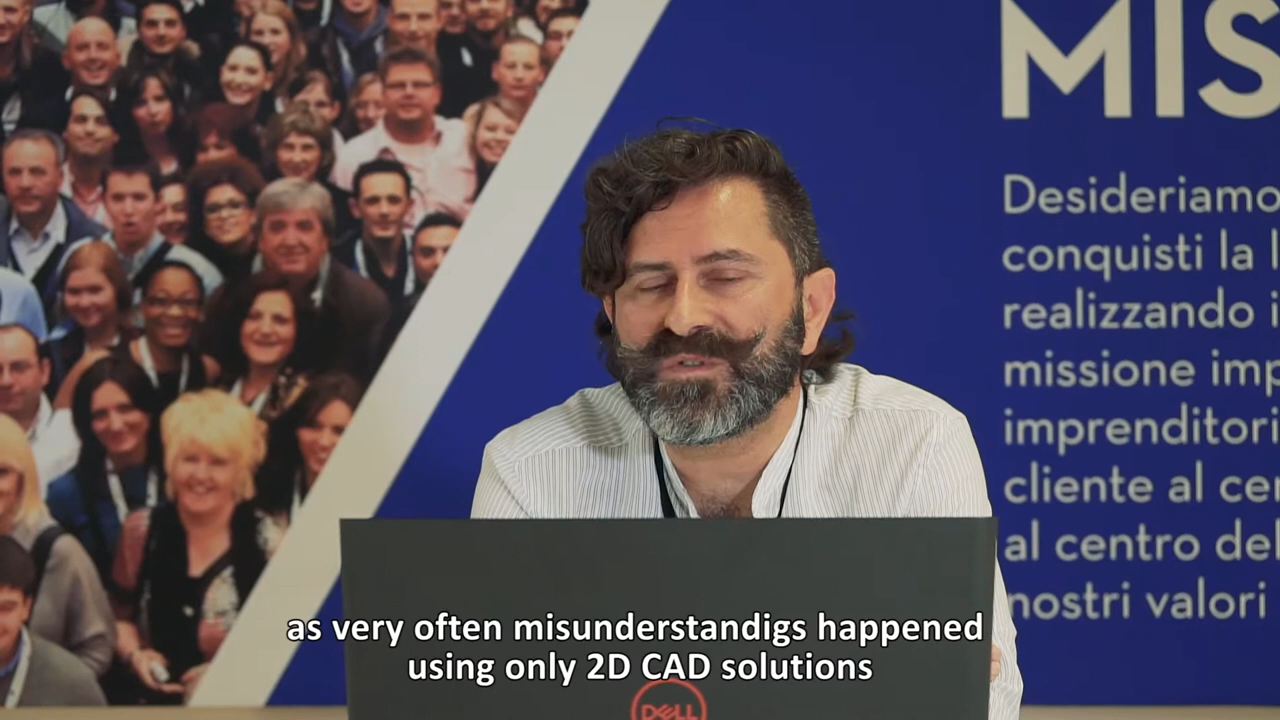 MIS
Desideriamo
conquisti la l
realizzando i
missione imp
imprenditori
cliente al cen
al centro del
nostri valori
as very often misunderstandigs happened
using only 2D CAD solutions
DELL